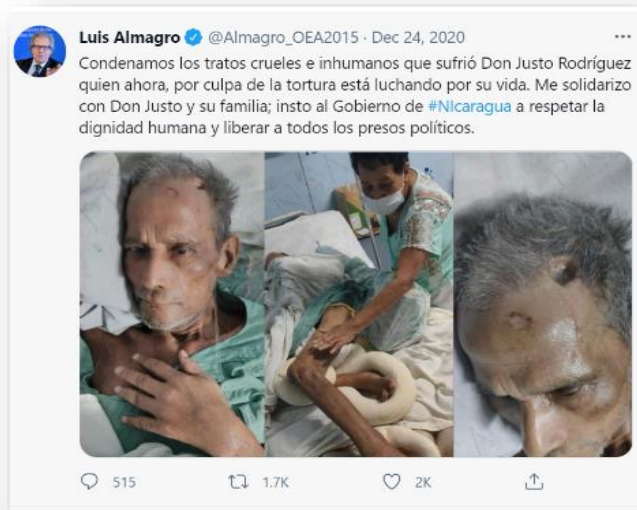 Luis Almagro @Almagro_OEA2015 · Dec 24, 2020
Condenamos los tratos crueles e inhumanos que sufrió Don Justo Rodríguez
quien ahora, por culpa de la tortura está luchando por su vida. Me solidarizo
con Don Justo y su familia; insto al Gobierno de #NIcaragua a respetar la
dignidad humana y liberar a todos los presos políticos.
515 1.7K 2K